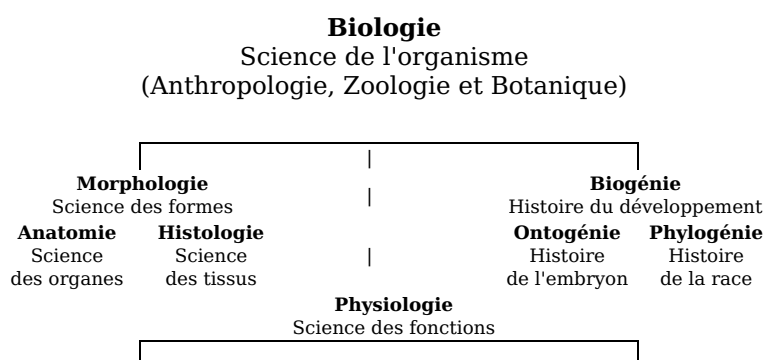 Biologie
Science de l'organisme
(Anthropologie, Zoologie et Botanique)
Morphologie
Science des formes
Biogénie
Histoire du développement
Anatomie
Science
des organes
Histologie
Science
des tissus
Ontogénie
Histoire
de l'embryon
Phylogénie
Histoire
de la race
Physiologie
Science des fonctions